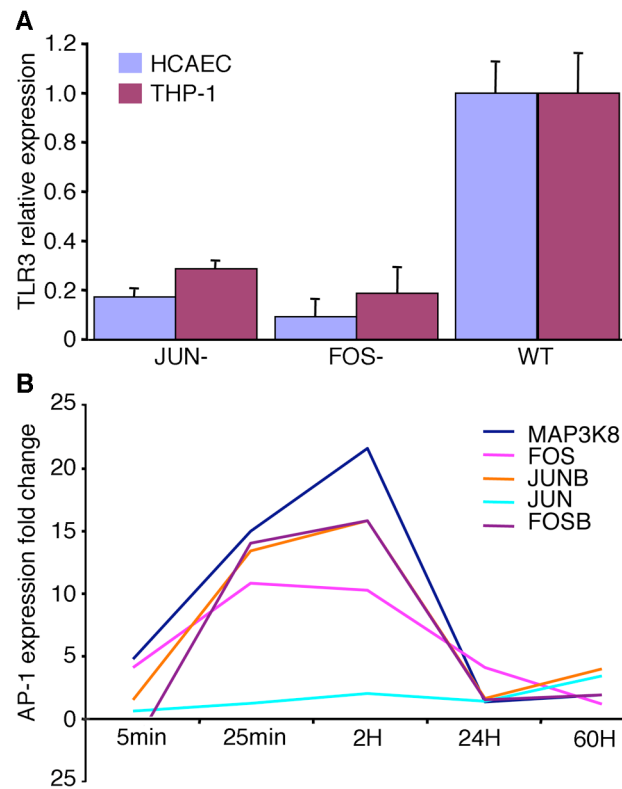 A
TLR3 relative expression
1.2
1.0
0.8
0.6
0.4
0.2
0
HCAEC
THP-1
JUN- FOS- WT
B
AP-1 expression fold change
25
20
15
10
5
0
25
MAP3K8
FOS
JUNB
JUN
FOSB
5min 25min 2H 24H 60H